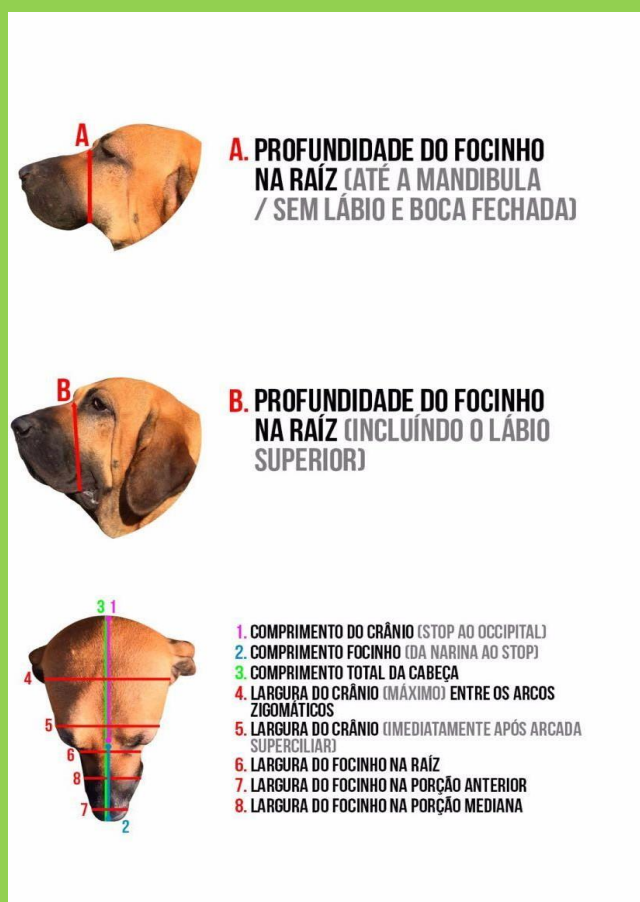 A
A. PROFUNDIDADE DO FOCINHO
NA RAÍZ (ATÉ A MANDIBULA
/ SEM LÁBIO E BOCA FECHADA)
B
B. PROFUNDIDADE DO FOCINHO
NA RAÍZ (INCLUÍNDO O LÁBIO
SUPERIOR)
3 1
4
5
6
8
7
2
1. COMPRIMENTO DO CRÂNIO (STOP AO OCCIPITAL)
2. COMPRIMENTO FOCINHO (DA NARINA AO STOP)
3. COMPRIMENTO TOTAL DA CABEÇA
4. LARGURA DO CRÂNIO (MÁXIMO) ENTRE OS ARCOS
ZIGOMÁTICOS
5. LARGURA DO CRÂNIO (IMEDIATAMENTE APÓS ARCADA
SUPERCILIAR)
6. LARGURA DO FOCINHO NA RAÍZ
7. LARGURA DO FOCINHO NA PORÇÃO ANTERIOR
8. LARGURA DO FOCINHO NA PORÇÃO MEDIANA